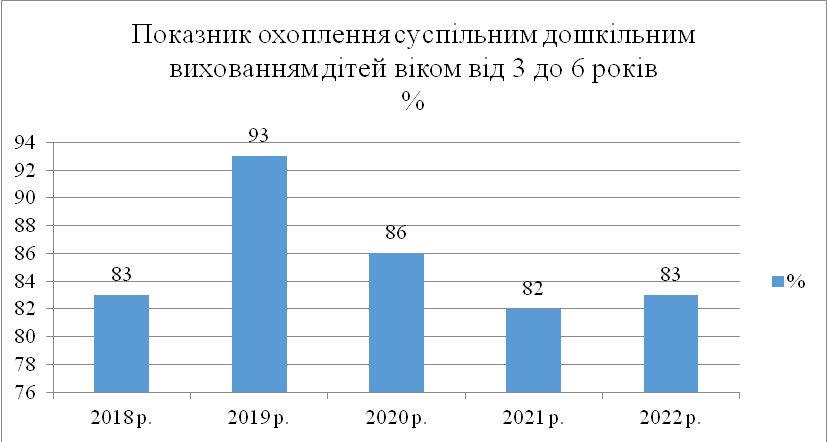 Показник охоплення суспільним дошкільним
вихованням дітей віком від 3 до 6 років
%
94
92
90
88
86
84
82
80
78
76
83
93
86
82
83
2018 р.
2019 р.
2020 р.
2021 р.
2022 р.
%